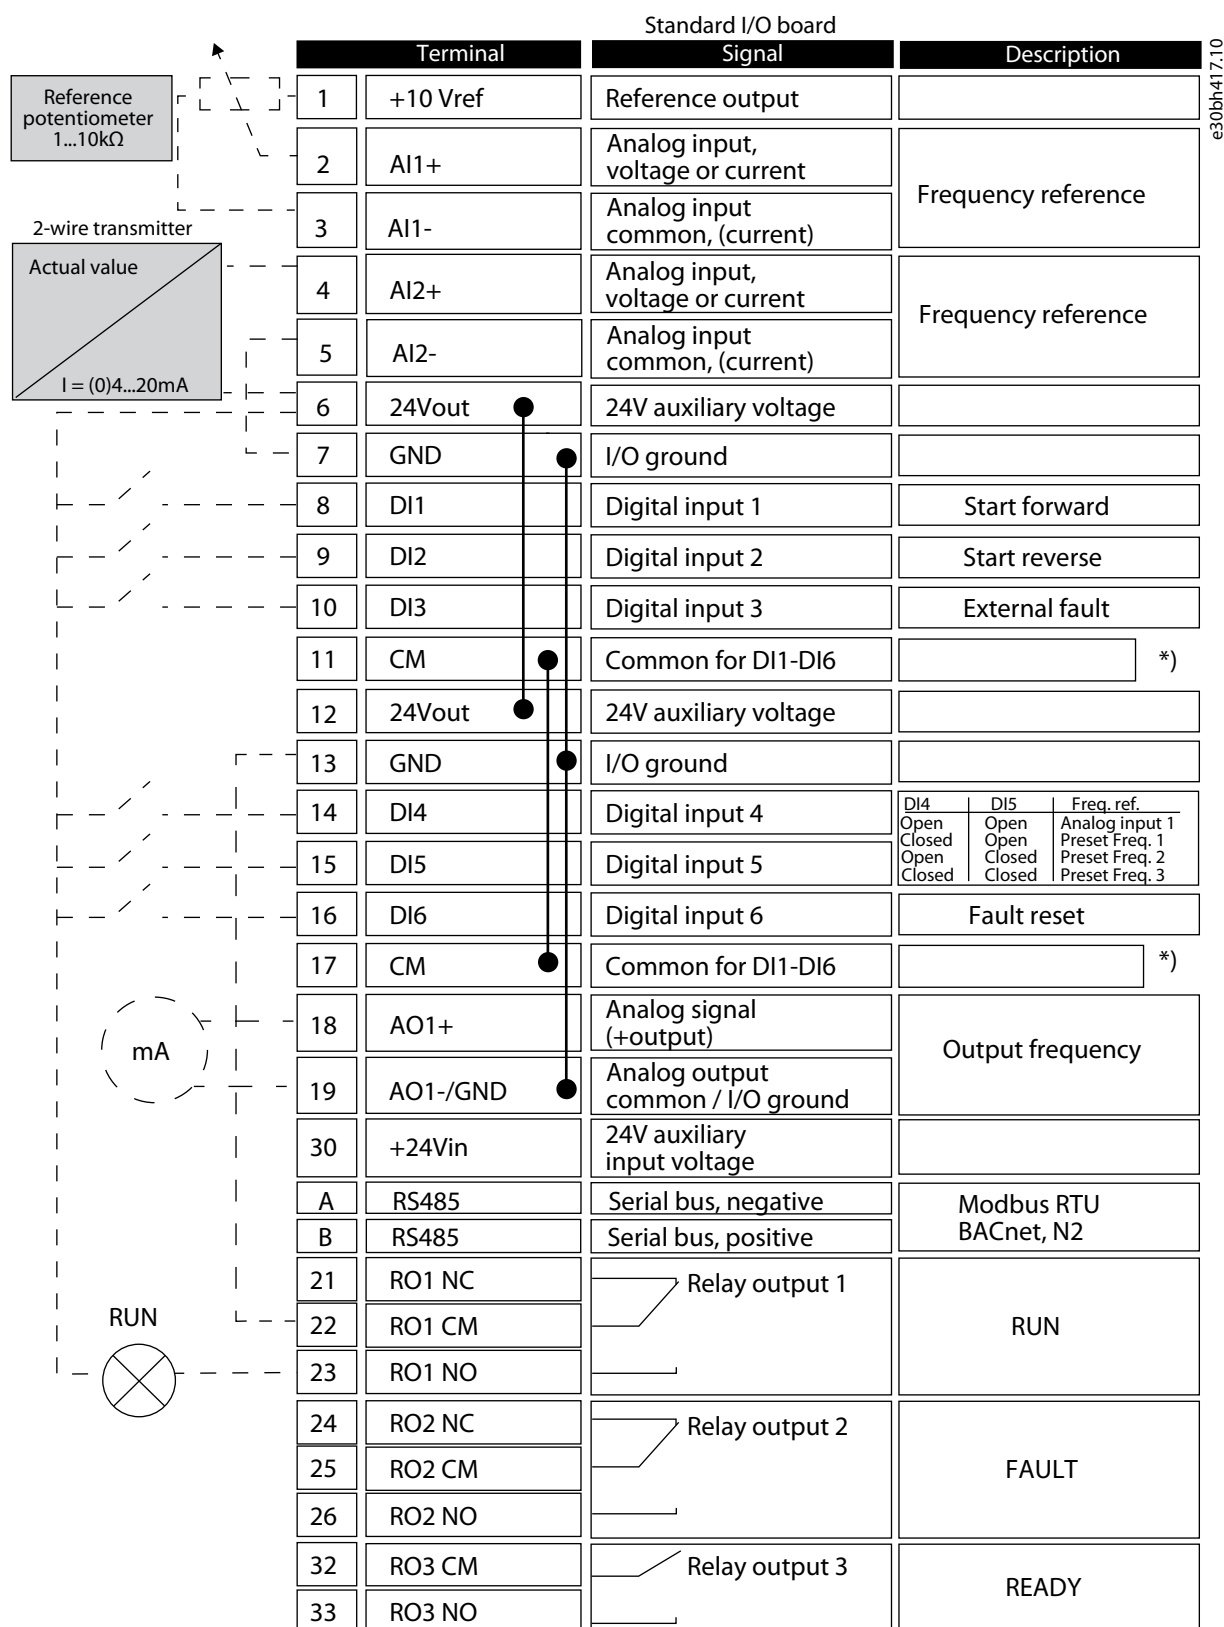 Standard I/O board
Terminal Signal Description
e30bh417.10
Reference
potentiometer
1...10kΩ
2-wire transmitter
Actual value
I = (0)4...20mA
1 +10 Vref Reference output
2 AI1+ Analog input,
voltage or current
Frequency reference
3 AI1- Analog input
common, (current)
4 AI2+ Analog input,
voltage or current
Frequency reference
5 AI2- Analog input
common, (current)
6 24Vout 24V auxiliary voltage
7 GND I/O ground
8 DI1 Digital input 1 Start forward
9 DI2 Digital input 2 Start reverse
10 DI3 Digital input 3 External fault
11 CM Common for DI1-DI6 *)
12 24Vout 24V auxiliary voltage
13 GND I/O ground
14 DI4 Digital input 4
15 DI5 Digital input 5
DI4 DI5 Freq. ref.
Open Open Analog input 1
Closed Open Preset Freq. 1
Open Closed Preset Freq. 2
Closed Closed Preset Freq. 3
16 DI6 Digital input 6 Fault reset
17 CM Common for DI1-DI6 *)
mA
18 AO1+ Analog signal
(+output)
Output frequency
19 AO1-/GND Analog output
common / I/O ground
30 +24Vin 24V auxiliary
input voltage
A RS485 Serial bus, negative
B RS485 Serial bus, positive
Modbus RTU
BACnet, N2
RUN
21 RO1 NC Relay output 1
22 RO1 CM RUN
23 RO1 NO
24 RO2 NC Relay output 2
25 RO2 CM FAULT
26 RO2 NO
32 RO3 CM Relay output 3
READY
33 RO3 NO